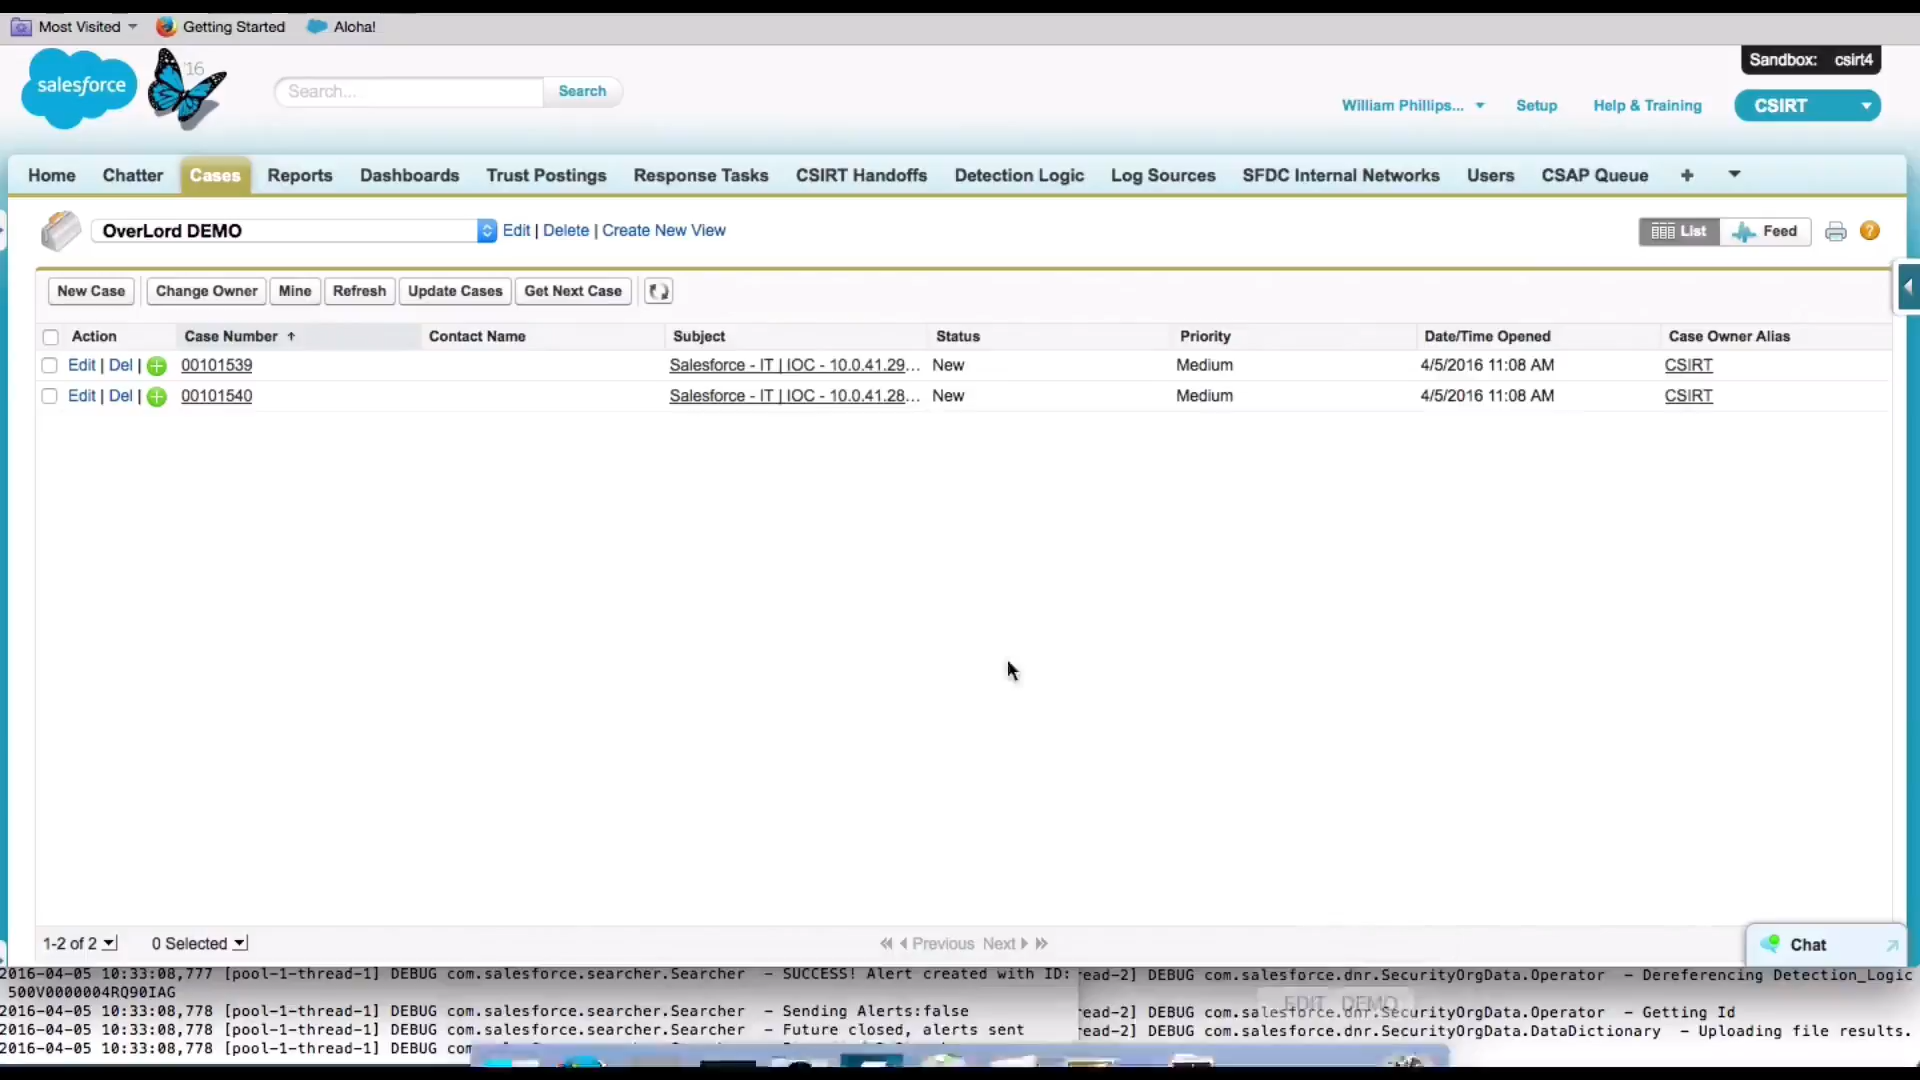 Most Visited
Getting Started
Aloha!
salesforce
'16
Search...
Search
Sandbox: csirt4
William Phillips...
Setup
Help & Training
CSIRT
Home
Chatter
Cases
Reports
Dashboards
Trust Postings
Response Tasks
CSIRT Handoffs
Detection Logic
Log Sources
SFDC Internal Networks
Users
CSAP Queue
+
OverLord DEMO
Edit | Delete | Create New View
List
Feed
?
New Case
Change Owner
Mine
Refresh
Update Cases
Get Next Case
Action
Case Number ↑
Contact Name
Subject
Status
Priority
Date/Time Opened
Case Owner Alias
Edit | Del | 00101539 Salesforce - IT | IOC - 10.0.41.29... New Medium 4/5/2016 11:08 AM CSIRT
Edit | Del | 00101540 Salesforce - IT | IOC - 10.0.41.28... New Medium 4/5/2016 11:08 AM CSIRT
1-2 of 2
0 Selected
Previous Next
Chat
2016-04-05 10:33:08,777 [pool-1-thread-1] DEBUG com.salesforce.searcher.Searcher - SUCCESS! Alert created with ID:
500V0000004RQ90IAG
2016-04-05 10:33:08,778 [pool-1-thread-1] DEBUG com.salesforce.searcher.Searcher - Sending Alerts:false
2016-04-05 10:33:08,778 [pool-1-thread-1] DEBUG com.salesforce.searcher.Searcher - Future closed, alerts sent
2016-04-05 10:33:08,778 [pool-1-thread-1] DEBUG com
read-2] DEBUG com.salesforce.dnr.SecurityOrgData.Operator - Dereferencing Detection_Logic
EDIT DEMO
read-2] DEBUG com.salesforce.dnr.SecurityOrgData.Operator - Getting Id
read-2] DEBUG com.salesforce.dnr.SecurityOrgData.DataDictionary - Uploading file results.